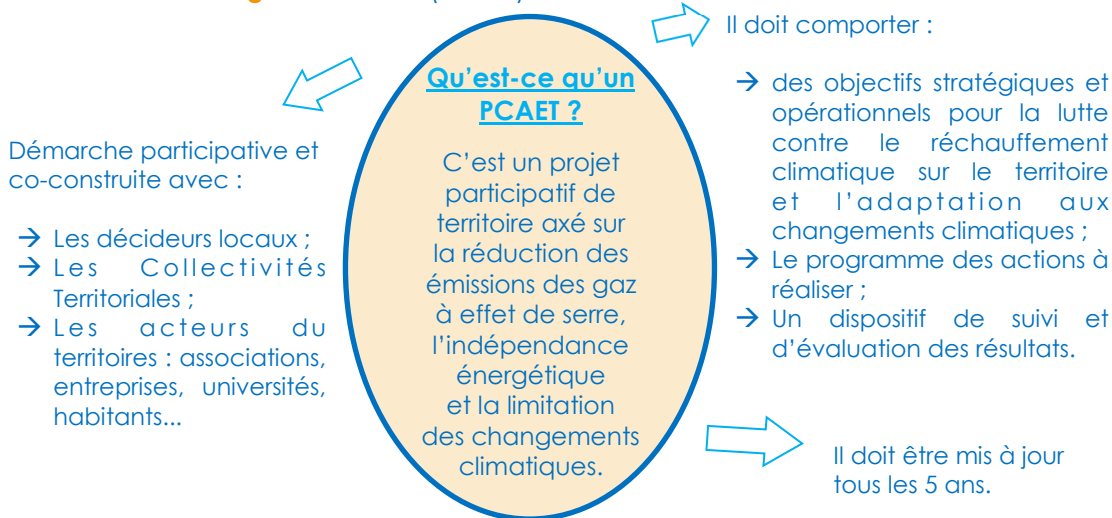 Qu'est-ce qu'un
PCAET ?
C'est un projet
participatif de
territoire axé sur
la réduction des
émissions des gaz
à effet de serre,
l'indépendance
énergétique
et la limitation
des changements
climatiques.
Démarche participative et
co-construite avec :
→ Les décideurs locaux ;
→ Les Collectivités
Territoriales ;
→ Les acteurs du
territoires : associations,
entreprises, universités,
habitants...
Il doit comporter :
→ des objectifs stratégiques et
opérationnels pour la lutte
contre le réchauffement
climatique sur le territoire
et l'adaptation aux
changements climatiques ;
→ Le programme des actions à
réaliser ;
→ Un dispositif de suivi et
d'évaluation des résultats.
Il doit être mis à jour
tous les 5 ans.